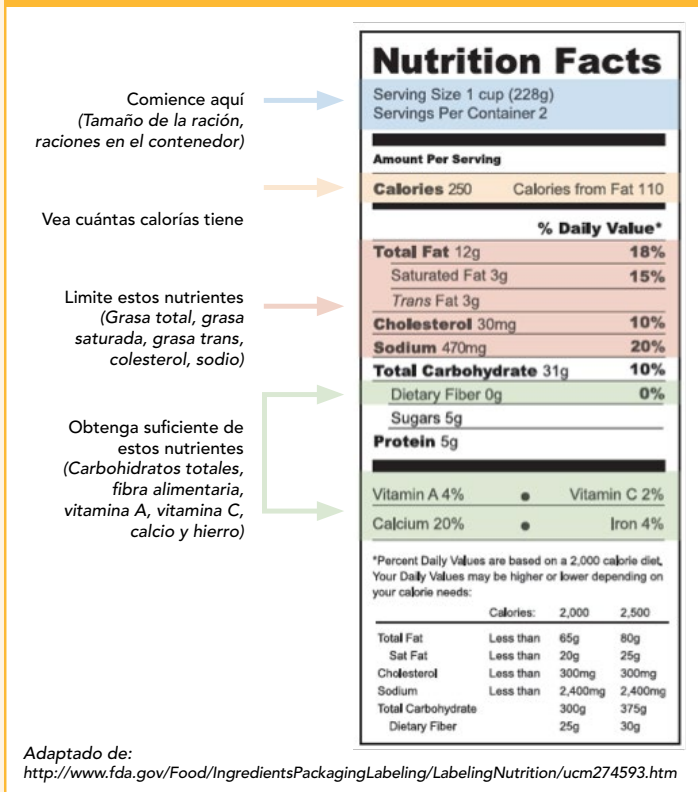 Comience aquí
(Tamaño de la ración,
raciones en el contenedor)
Vea cuántas calorías tiene
Limite estos nutrientes
(Grasa total, grasa
saturada, grasa trans,
colesterol, sodio)
Obtenga suficiente de
estos nutrientes
(Carbohidratos totales,
fibra alimentaria,
vitamina A, vitamina C,
calcio y hierro)
Nutrition Facts
Serving Size 1 cup (228g)
Servings Per Container 2
Amount Per Serving
Calories 250 Calories from Fat 110
% Daily Value*
Total Fat 12g 18%
Saturated Fat 3g 15%
Trans Fat 3g
Cholesterol 30mg 10%
Sodium 470mg 20%
Total Carbohydrate 31g 10%
Dietary Fiber 0g 0%
Sugars 5g
Protein 5g
Vitamin A 4% • Vitamin C 2%
Calcium 20% • Iron 4%
*Percent Daily Values are based on a 2,000 calorie diet.
Your Daily Values may be higher or lower depending on
your calorie needs:
Calories: 2,000 2,500
Total Fat Less than 65g 80g
Sat Fat Less than 20g 25g
Cholesterol Less than 300mg 300mg
Sodium Less than 2,400mg 2,400mg
Total Carbohydrate 300g 375g
Dietary Fiber 25g 30g
Adaptado de:
http://www.fda.gov/Food/IngredientsPackagingLabeling/LabelingNutrition/ucm274593.htm